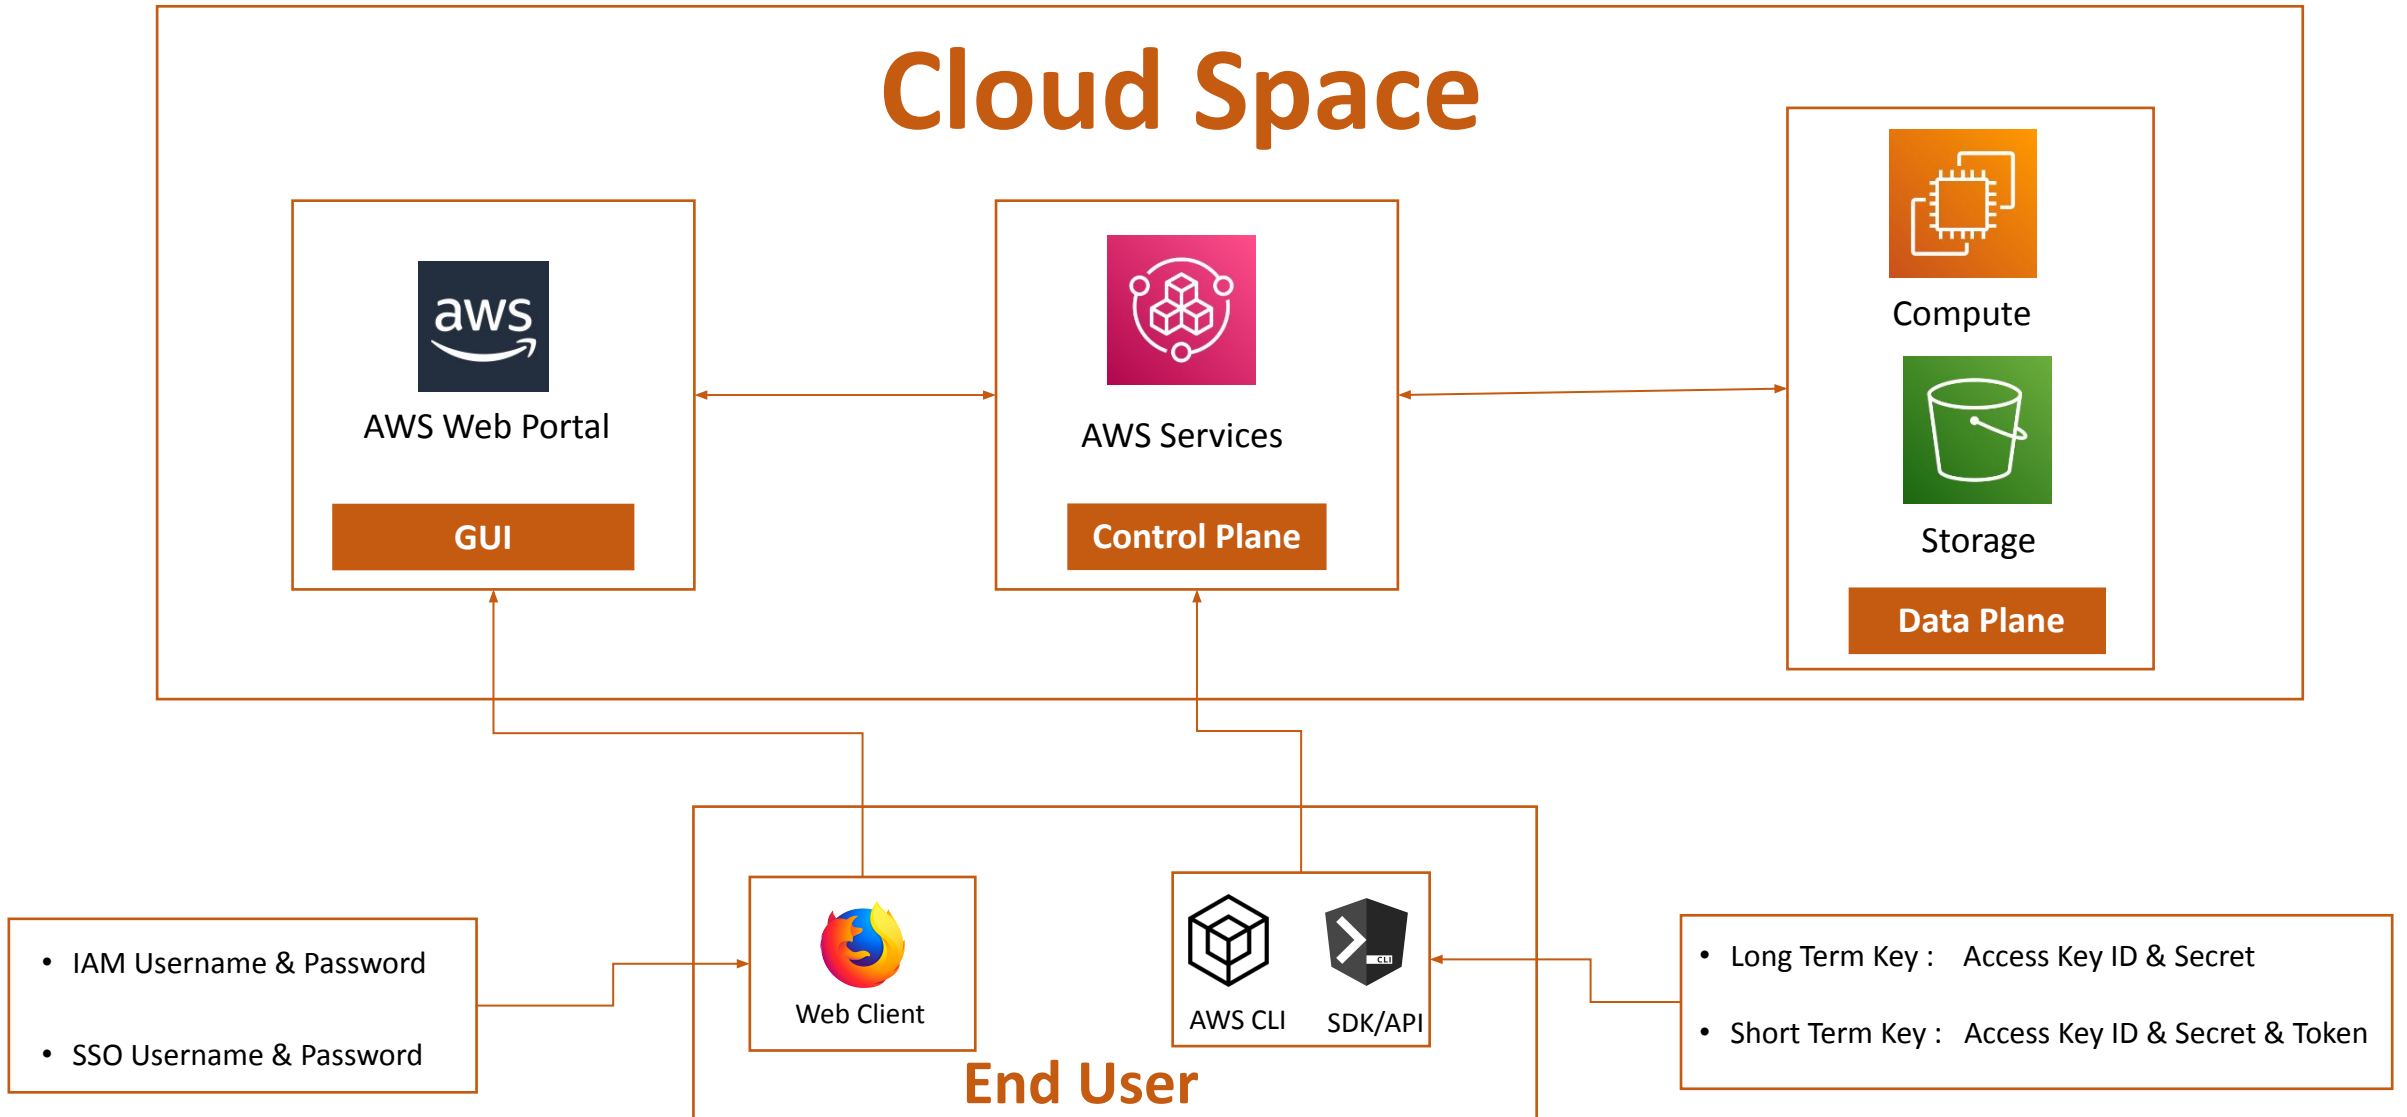 Cloud Space
aws
AWS Web Portal
GUI
AWS Services
Control Plane
Compute
Storage
Data Plane
• IAM Username & Password
• SSO Username & Password
Web Client
CLI
AWS CLI
SDK/API
End User
• Long Term Key : Access Key ID & Secret
• Short Term Key : Access Key ID & Secret & Token